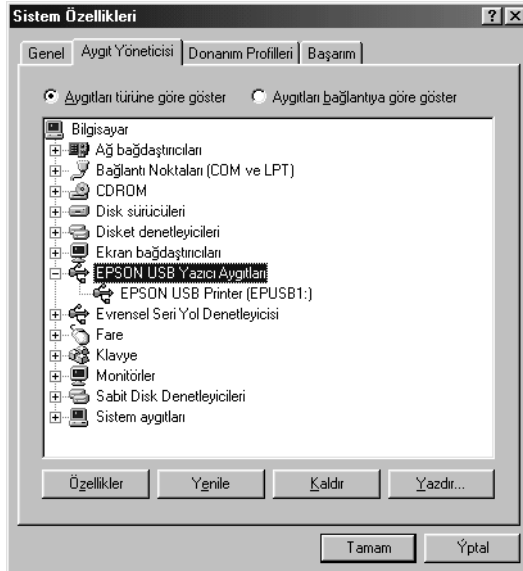 Sistem Özellikleri
Genel Aygıt Yöneticisi Donanım Profilleri Başarım
Aygıtları türüne göre göster Aygıtları bağlantıya göre göster
Bilgisayar
Ağ bağdaştırıcıları
Bağlantı Noktaları (COM ve LPT)
CDROM
Disk sürücüleri
Disket denetleyicileri
Ekran bağdaştırıcıları
EPSON USB Yazıcı Aygıtları
EPSON USB Printer (EPUSB1:)
Evrensel Seri Yol Denetleyicisi
Fare
Klavye
Monitörler
Sabit Disk Denetleyicileri
Sistem aygıtları
Özellikler Yenile Kaldır Yazdır...
Tamam Ýptal